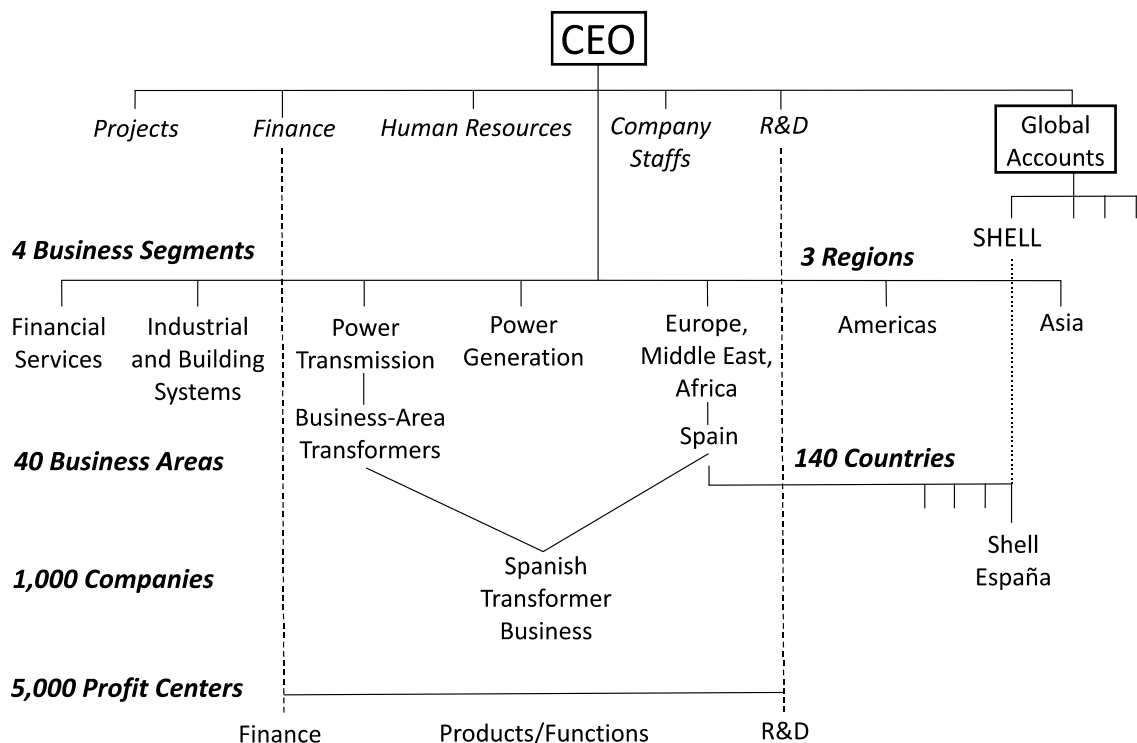 CEO
Projects
Finance
Human Resources
Company
Staffs
R&D
Global
Accounts
SHELL
4 Business Segments
3 Regions
Financial
Services
Industrial
and Building
Systems
Power
Transmission
Power
Generation
Europe,
Middle East,
Africa
Americas
Asia
Business-Area
Transformers
Spain
40 Business Areas
140 Countries
Spanish
Transformer
Business
Shell
España
1,000 Companies
5,000 Profit Centers
Finance
Products/Functions
R&D